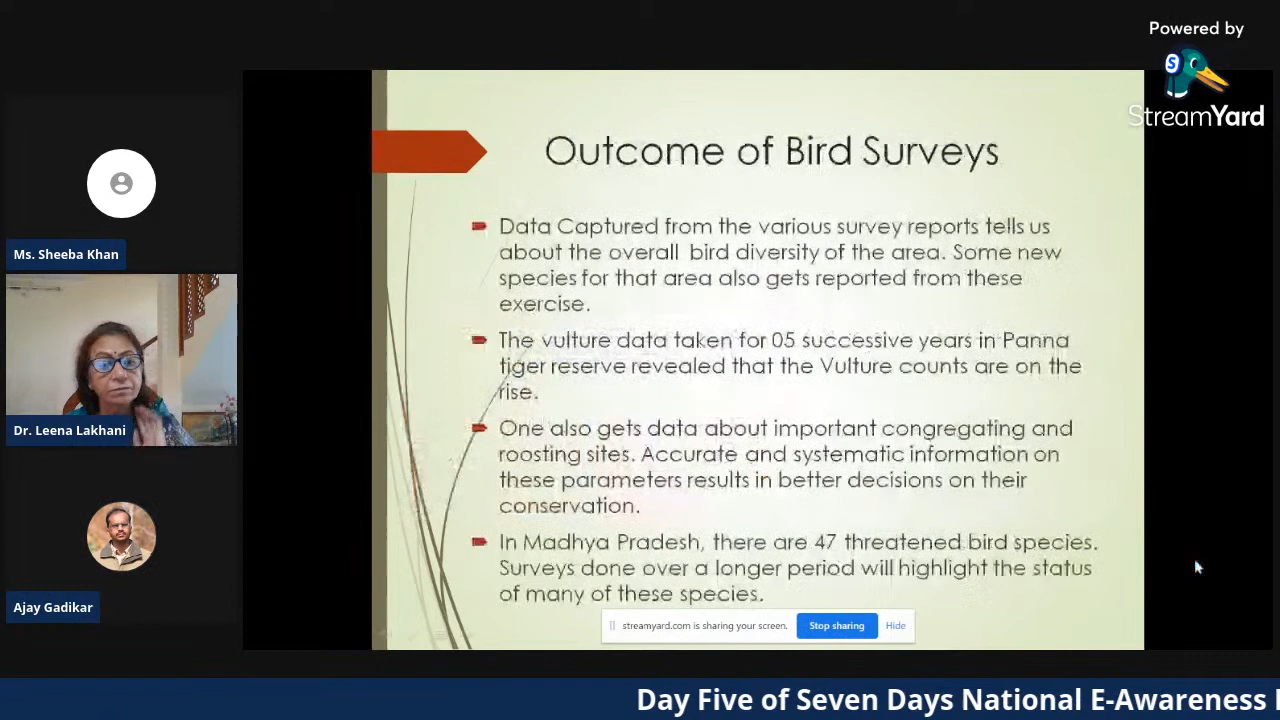 Powered by
StreamYard
Ms. Sheeba Khan
Dr. Leena Lakhani
Ajay Gadikar
Outcome of Bird Surveys
Data Captured from the various survey reports tells us
about the overall bird diversity of the area. Some new
species for that area also gets reported from these
exercise.
The vulture data taken for 05 successive years in Panna
tiger reserve revealed that the Vulture counts are on the
rise.
One also gets data about important congregating and
roosting sites. Accurate and systematic information on
these parameters results in better decisions on their
conservation.
In Madhya Pradesh, there are 47 threatened bird species.
Surveys done over a longer period will highlight the status
of many of these species.
streamyard.com is sharing your screen. Stop sharing Hide
Day Five of Seven Days National E-Awareness